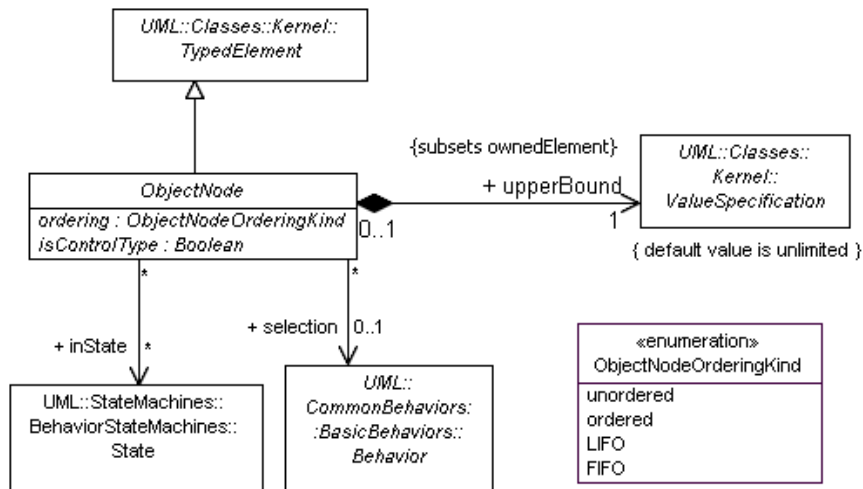 UML::Classes::Kernel::
TypedElement
{subsets ownedElement}
UML::Classes::
Kernel::
ValueSpecification
ObjectNode
+ upperBound
ordering : ObjectNodeOrderingKind
isControlType : Boolean
0..1
1
{ default value is unlimited }
*
*
+ inState
*
+ selection
0..1
«enumeration»
ObjectNodeOrderingKind
unordered
ordered
LIFO
FIFO
UML::StateMachines::
BehaviorStateMachines::
State
UML::
CommonBehaviors:
:BasicBehaviors::
Behavior